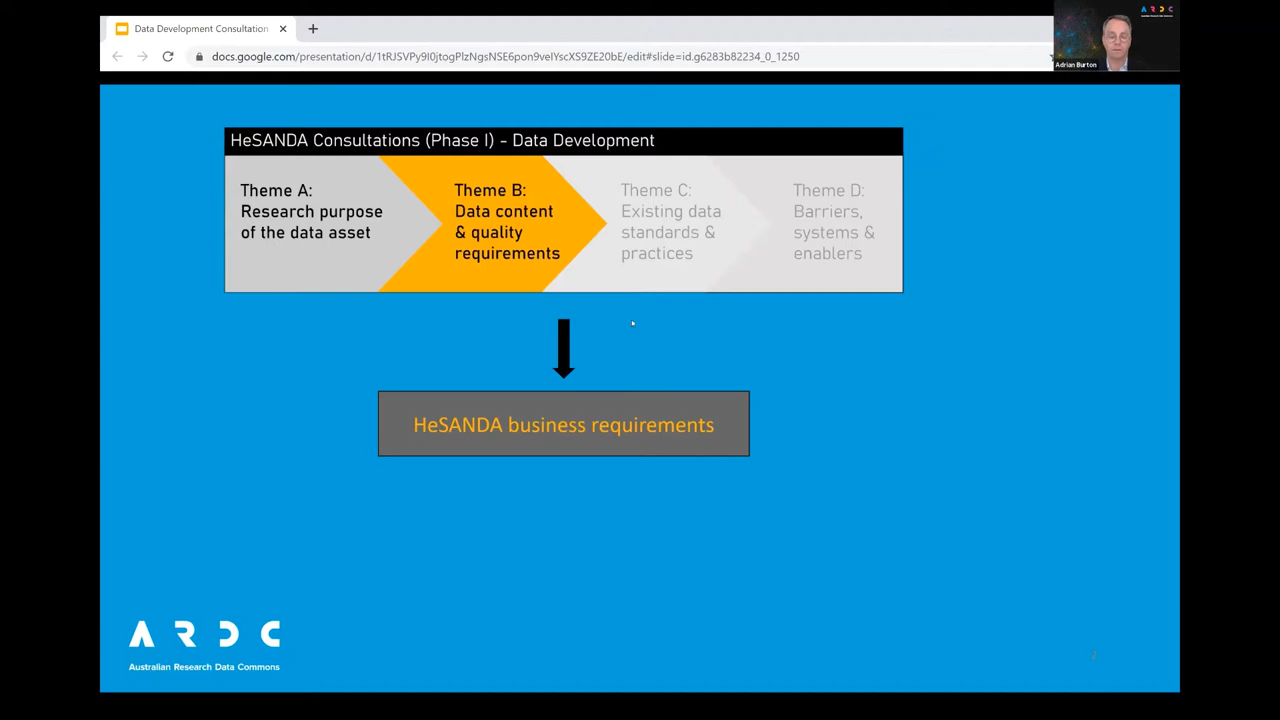 Data Development Consultation
docs.google.com/presentation/d/1tRJSVPy9I0jtogPlzNgsNSE6pon9veIYscXS9ZE20bE/edit#slide=id.g6283b82234_0_1250
A R D C
Adrian Burton
HeSANDA Consultations (Phase I) - Data Development
Theme A:
Research purpose
of the data asset
Theme B:
Data content
& quality
requirements
Theme C:
Existing data
standards &
practices
Theme D:
Barriers,
systems &
enablers
HeSANDA business requirements
A R D C
Australian Research Data Commons
2